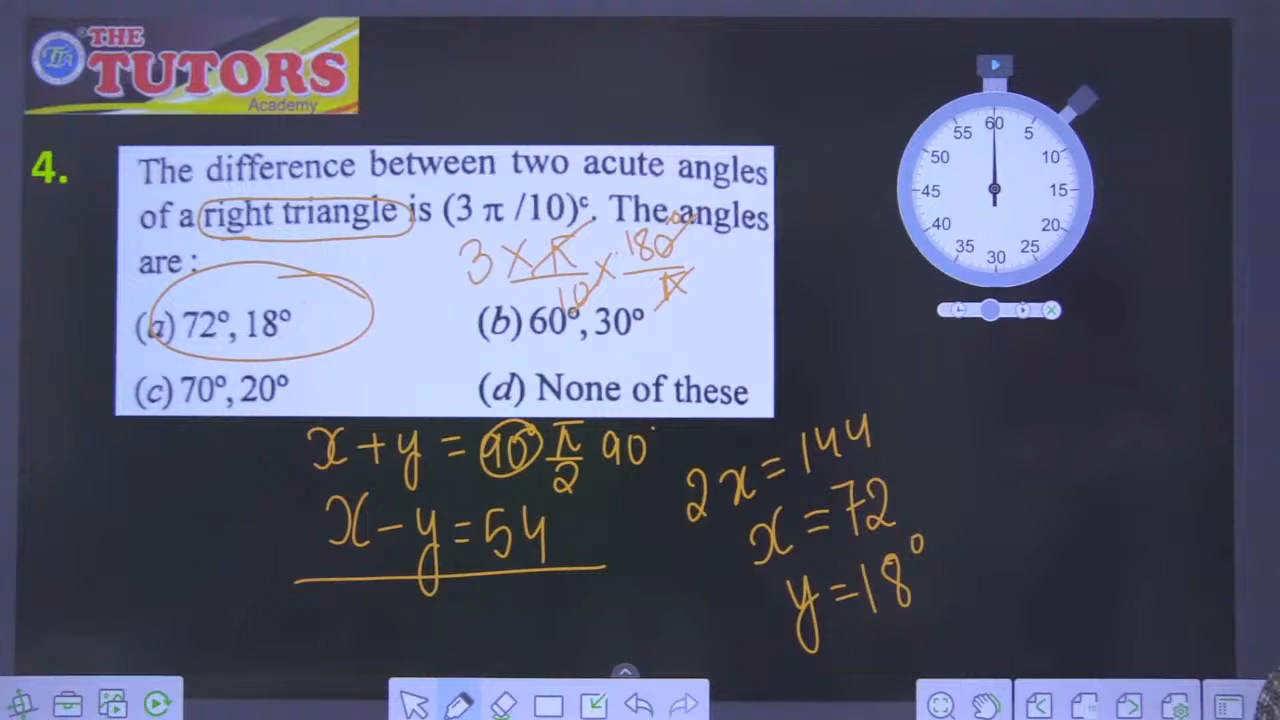 THE
TUTORS
Academy
4.
The difference between two acute angles
of a right triangle is (3 π /10)ᶜ. The angles
are :
3 × π/10 × 180°/π
(a) 72°, 18°
(b) 60°, 30°
(c) 70°, 20°
(d) None of these
x + y = 90° π/2 90°
x - y = 54
2x = 144
x = 72
y = 18°
60
5
10
15
20
25
30
35
40
45
50
55